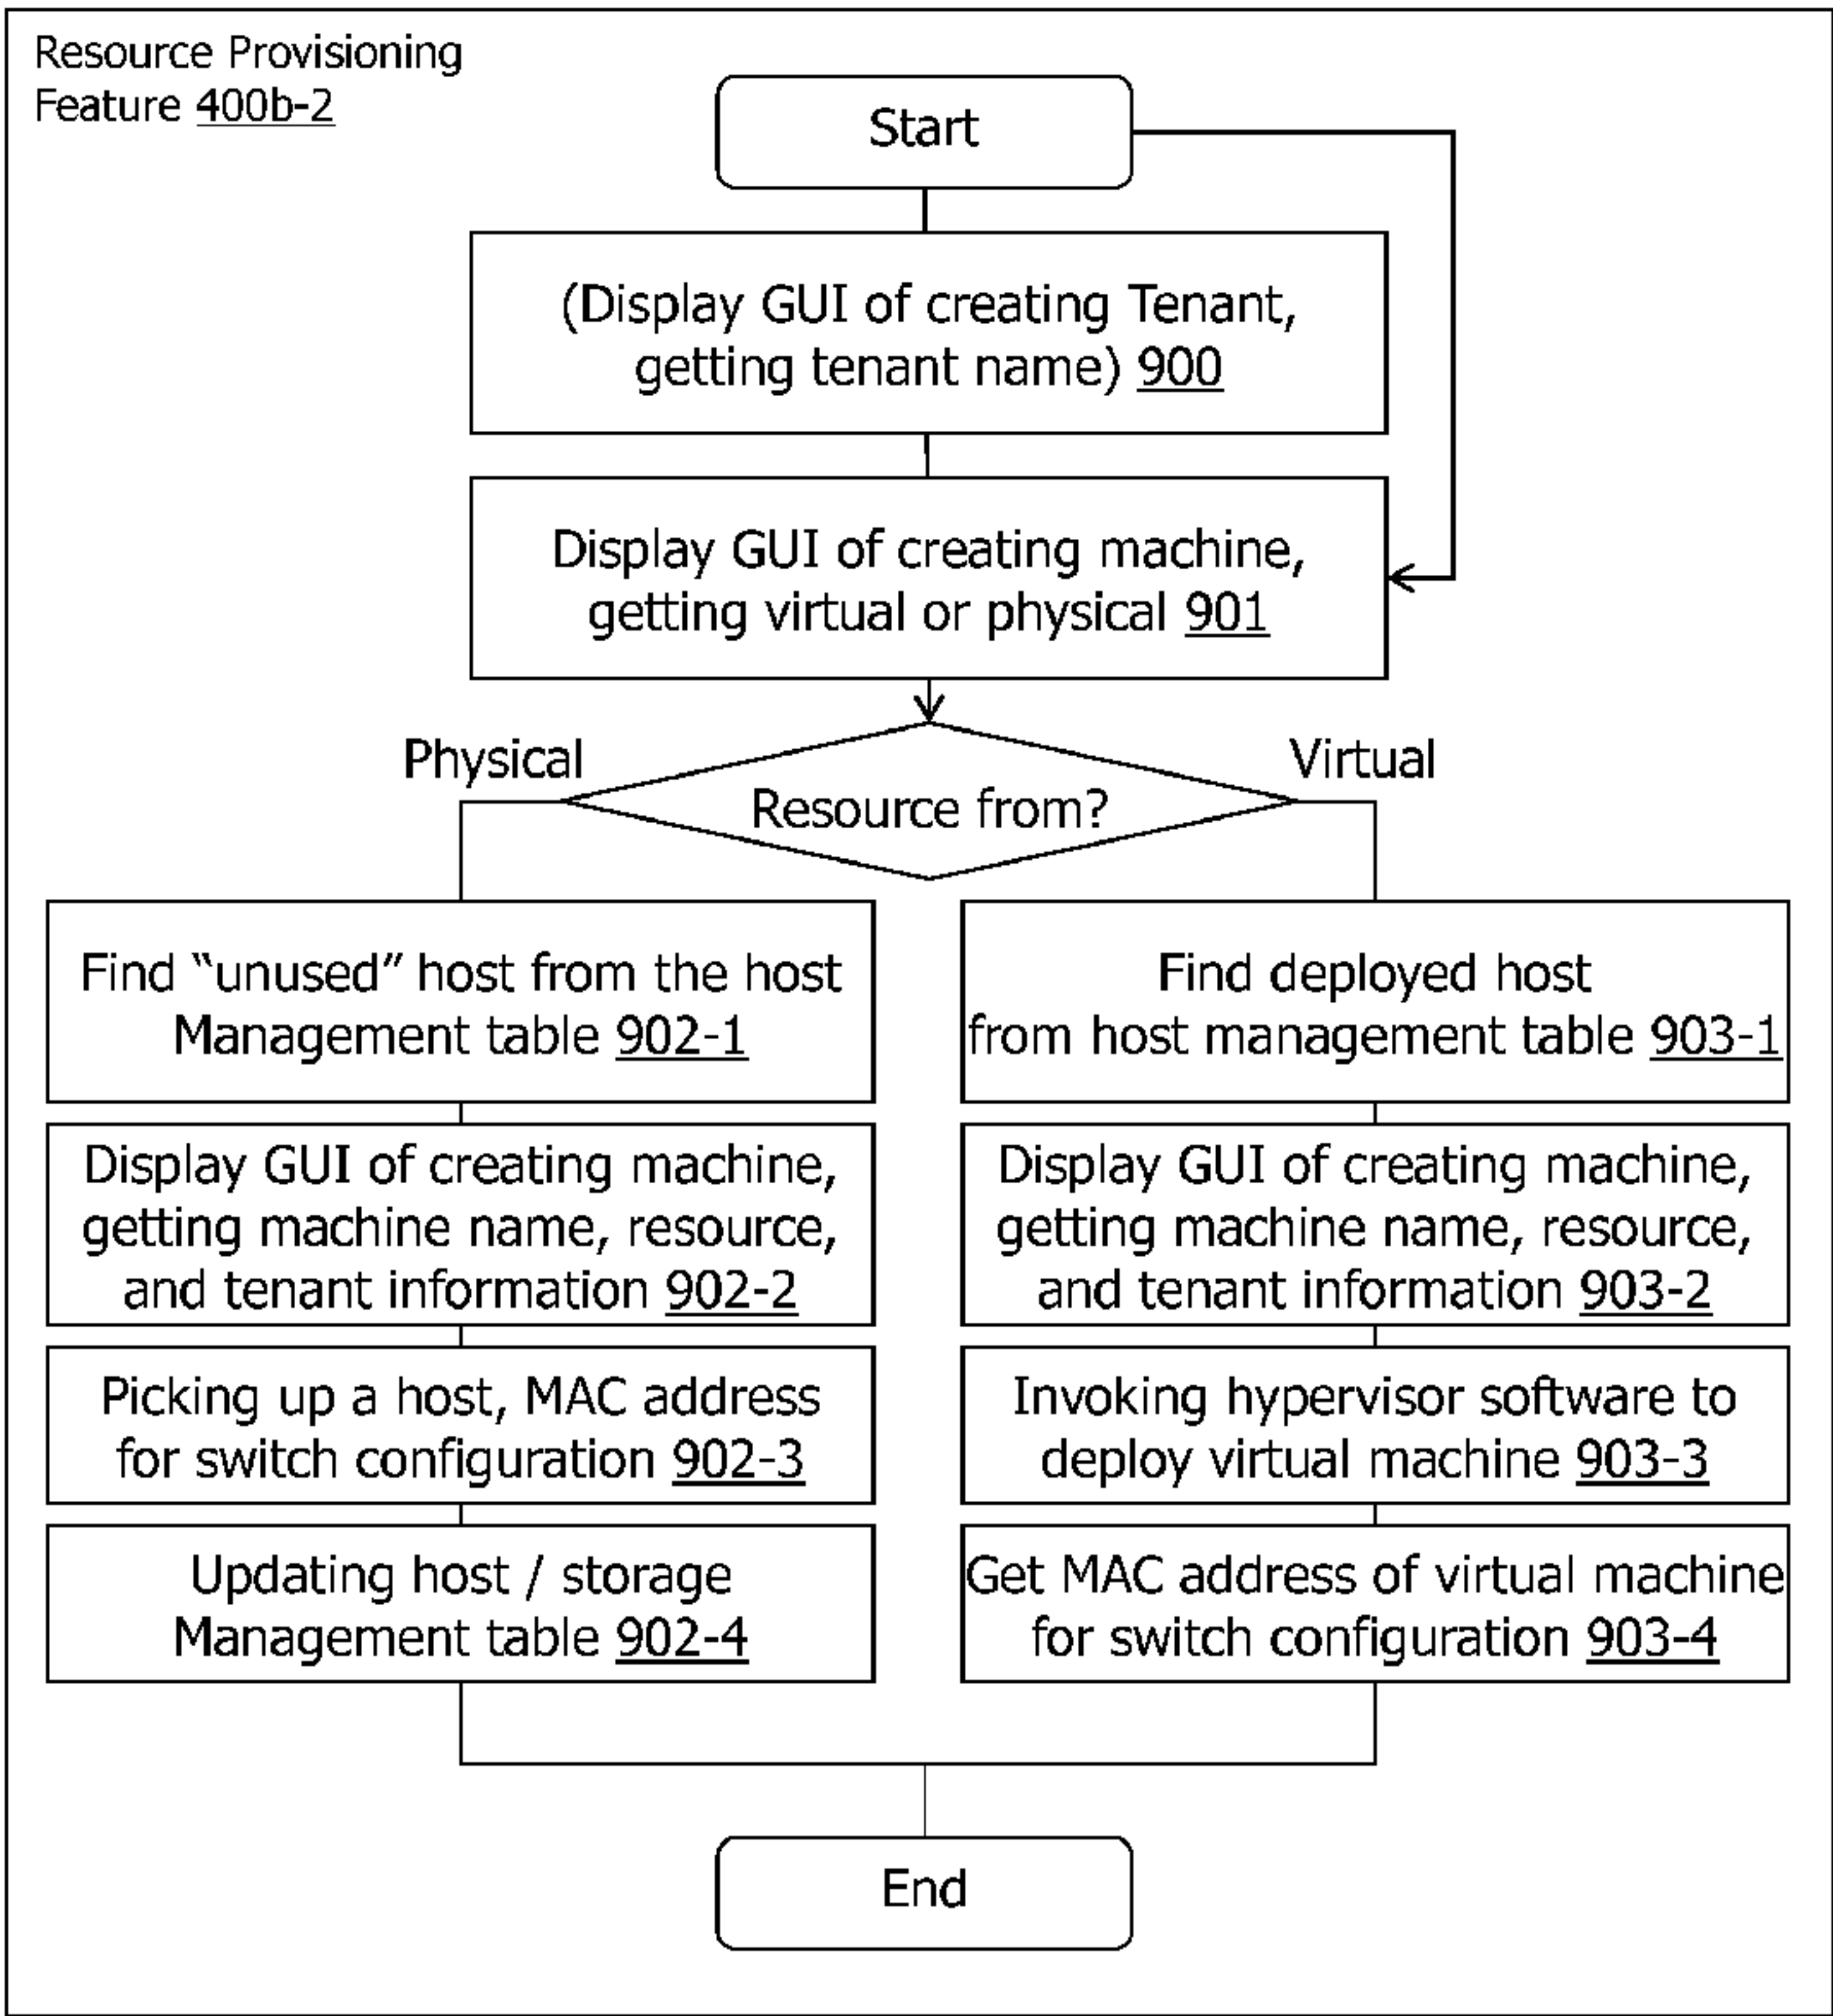 Resource Provisioning
Feature 400b-2
Start
(Display GUI of creating Tenant,
getting tenant name) 900
Display GUI of creating machine,
getting virtual or physical 901
Physical
Virtual
Resource from?
Find “unused” host from the host
Management table 902-1
Display GUI of creating machine,
getting machine name, resource,
and tenant information 902-2
Picking up a host, MAC address
for switch configuration 902-3
Updating host / storage
Management table 902-4
Find deployed host
from host management table 903-1
Display GUI of creating machine,
getting machine name, resource,
and tenant information 903-2
Invoking hypervisor software to
deploy virtual machine 903-3
Get MAC address of virtual machine
for switch configuration 903-4
End